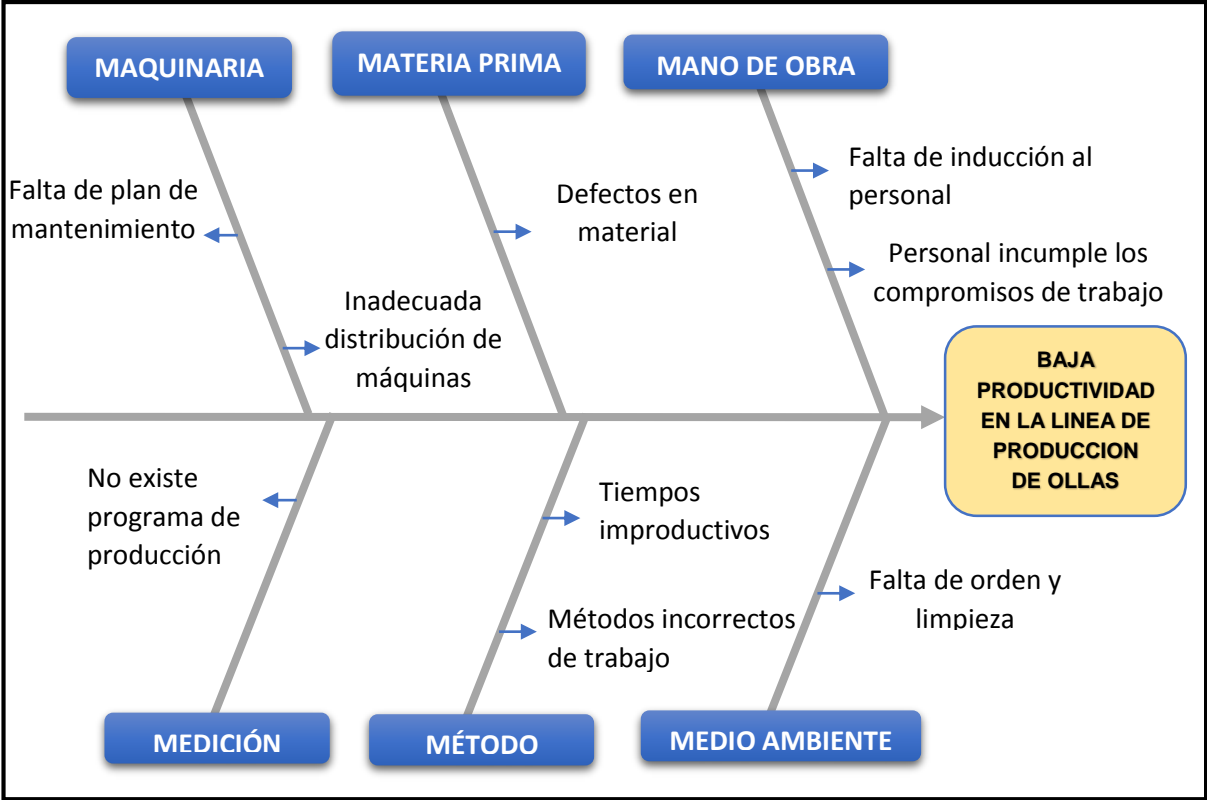 MAQUINARIA
MATERIA PRIMA
MANO DE OBRA
Falta de plan de
mantenimiento
Inadecuada
distribución de
máquinas
Defectos en
material
Falta de inducción al
personal
Personal incumple los
compromisos de trabajo
BAJA
PRODUCTIVIDAD
EN LA LINEA DE
PRODUCCION
DE OLLAS
No existe
programa de
producción
Tiempos
improductivos
Métodos incorrectos
de trabajo
Falta de orden y
limpieza
MEDICIÓN
MÉTODO
MEDIO AMBIENTE